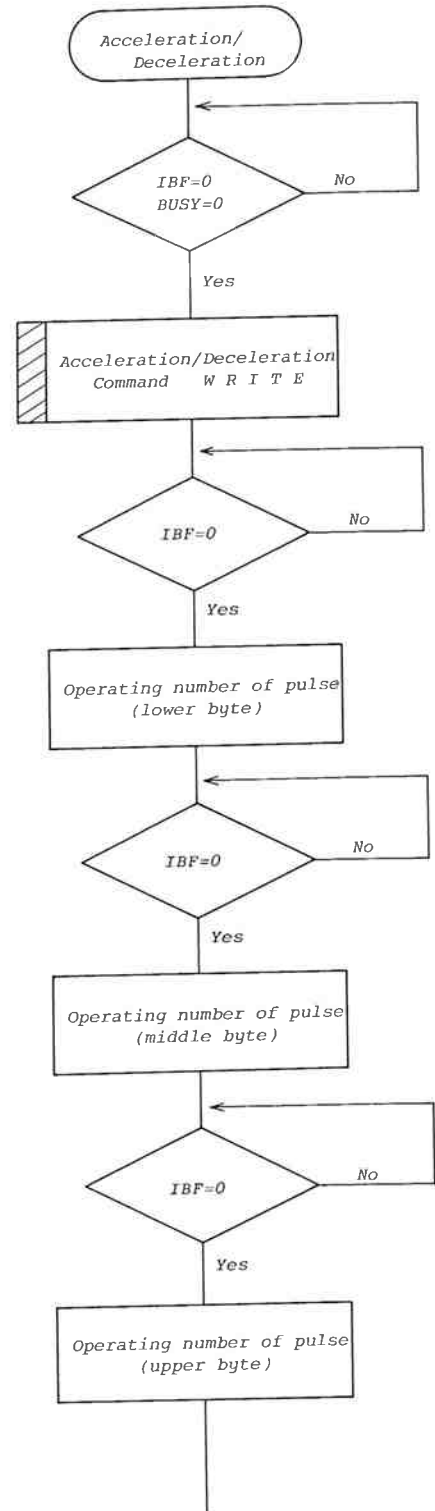 Acceleration/
Deceleration
IBF=0
BUSY=0
No
Yes
Acceleration/Deceleration
Command W R I T E
IBF=0
No
Yes
Operating number of pulse
(lower byte)
IBF=0
No
Yes
Operating number of pulse
(middle byte)
IBF=0
No
Yes
Operating number of pulse
(upper byte)